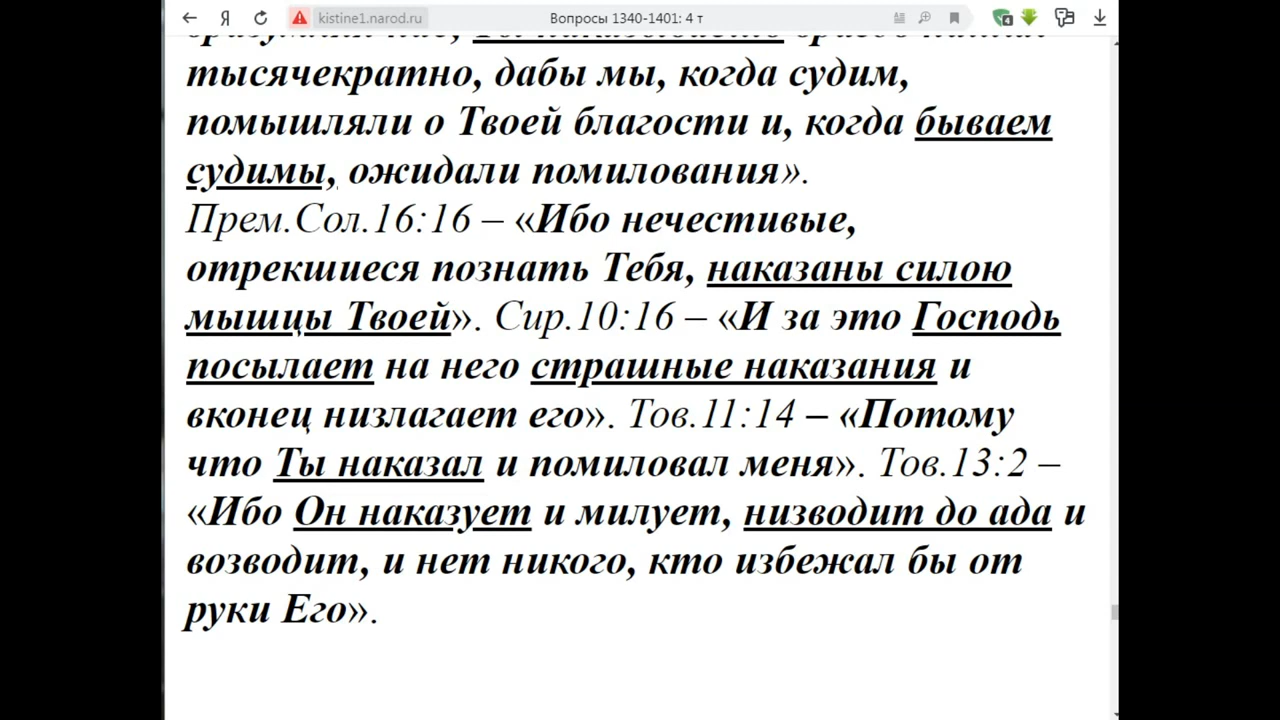 kistine1.narod.ru
Вопросы 1340-1401: 4 т
тысячекратно, дабы мы, когда судим,
помышляли о Твоей благости и, когда бываем
судимы, ожидали помилования».
Прем.Сол.16:16 – «Ибо нечестивые,
отрекшиеся познать Тебя, наказаны силою
мышцы Твоей». Сир.10:16 – «И за это Господь
посылает на него страшные наказания и
вконец низлагает его». Тов.11:14 – «Потому
что Ты наказал и помиловал меня». Тов.13:2 –
«Ибо Он наказует и милует, низводит до ада и
возводит, и нет никого, кто избежал бы от
руки Его».